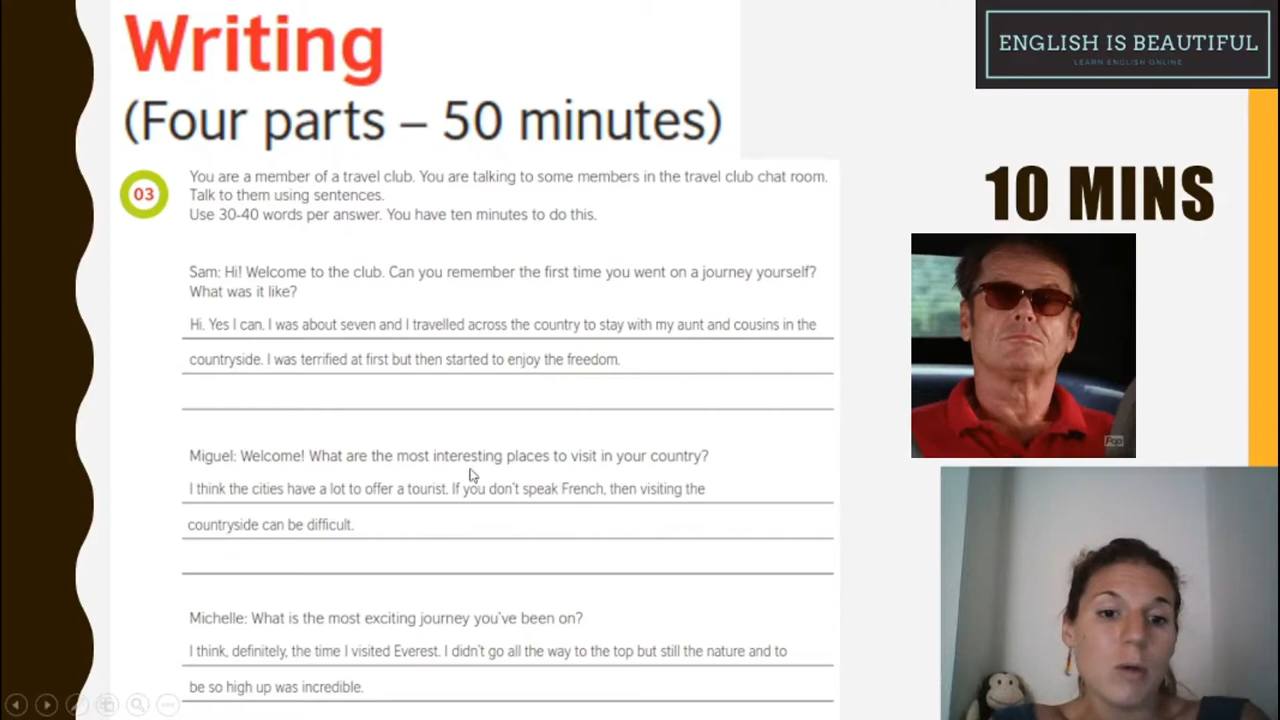 Writing
(Four parts – 50 minutes)
ENGLISH IS BEAUTIFUL
LEARN ENGLISH ONLINE
10 MINS
03
You are a member of a travel club. You are talking to some members in the travel club chat room.
Talk to them using sentences.
Use 30-40 words per answer. You have ten minutes to do this.
Sam: Hi! Welcome to the club. Can you remember the first time you went on a journey yourself?
What was it like?
Hi. Yes I can. I was about seven and I travelled across the country to stay with my aunt and cousins in the
countryside. I was terrified at first but then started to enjoy the freedom.
Miguel: Welcome! What are the most interesting places to visit in your country?
I think the cities have a lot to offer a tourist. If you don't speak French, then visiting the
countryside can be difficult.
Michelle: What is the most exciting journey you've been on?
I think, definitely, the time I visited Everest. I didn't go all the way to the top but still the nature and to
be so high up was incredible.
Pop